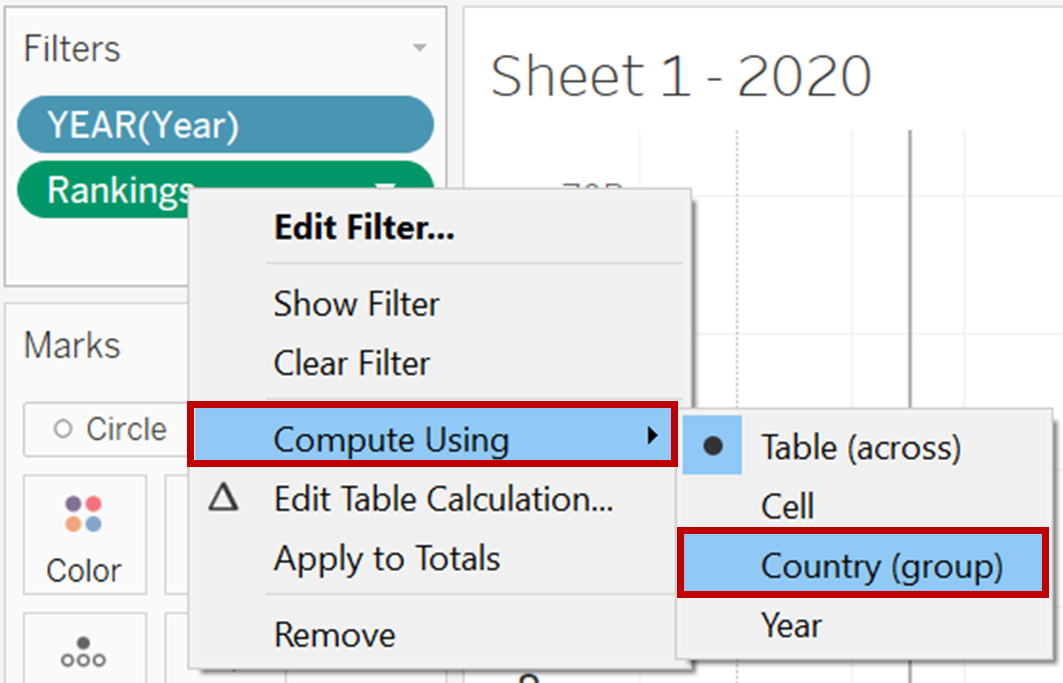 Filters
YEAR(Year)
Rankings
Sheet 1 - 2020
Edit Filter...
Show Filter
Clear Filter
Compute Using
Edit Table Calculation...
Apply to Totals
Remove
Table (across)
Cell
Country (group)
Year
Marks
Circle
Color